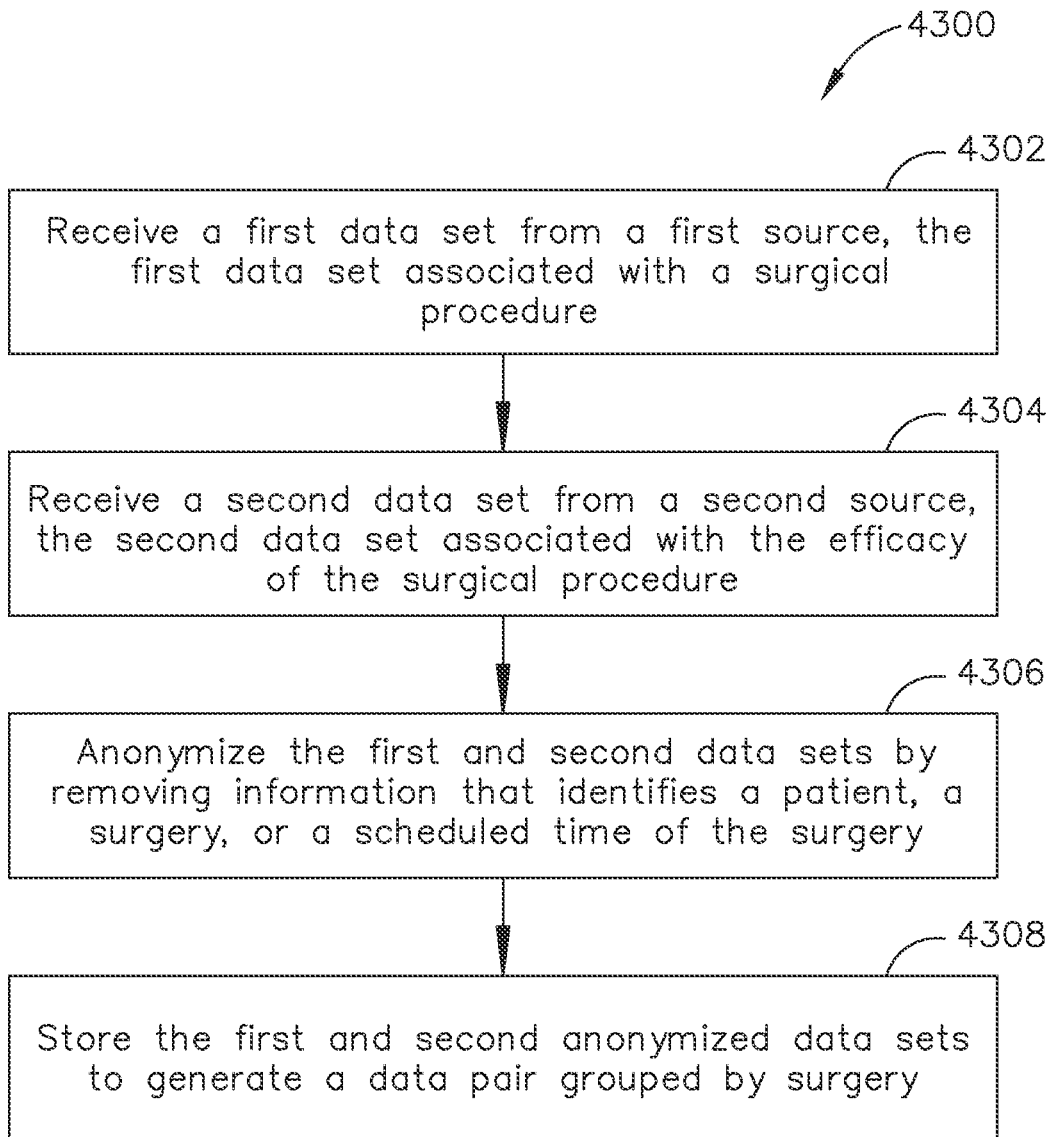 4300
4302
Receive a first data set from a first source, the
first data set associated with a surgical
procedure
4304
Receive a second data set from a second source,
the second data set associated with the efficacy
of the surgical procedure
4306
Anonymize the first and second data sets by
removing information that identifies a patient, a
surgery, or a scheduled time of the surgery
4308
Store the first and second anonymized data sets
to generate a data pair grouped by surgery